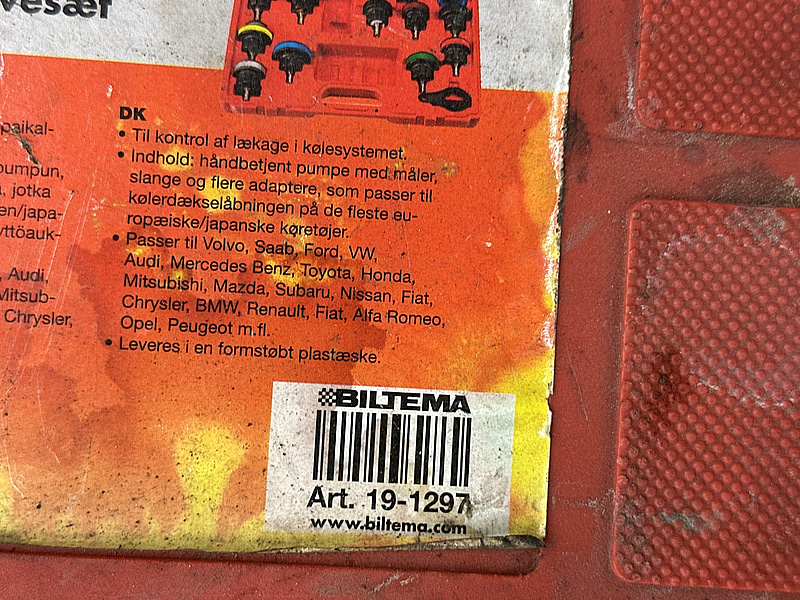 vesæt
paikal-
pumpun,
, jotka
en/japa-
yttöauk-
, Audi,
Mitsub-
Chrysler,
DK
• Til kontrol af lækage i kølesystemet.
• Indhold: håndbetjent pumpe med måler,
slange og flere adaptere, som passer til
kølerdækselåbningen på de fleste eu-
ropæiske/japanske køretøjer.
• Passer til Volvo, Saab, Ford, VW,
Audi, Mercedes Benz, Toyota, Honda,
Mitsubishi, Mazda, Subaru, Nissan, Fiat,
Chrysler, BMW, Renault, Fiat, Alfa Romeo,
Opel, Peugeot m.fl.
• Leveres i en formstøbt plastæske.
BILTEMA
Art. 19-1297
www.biltema.com